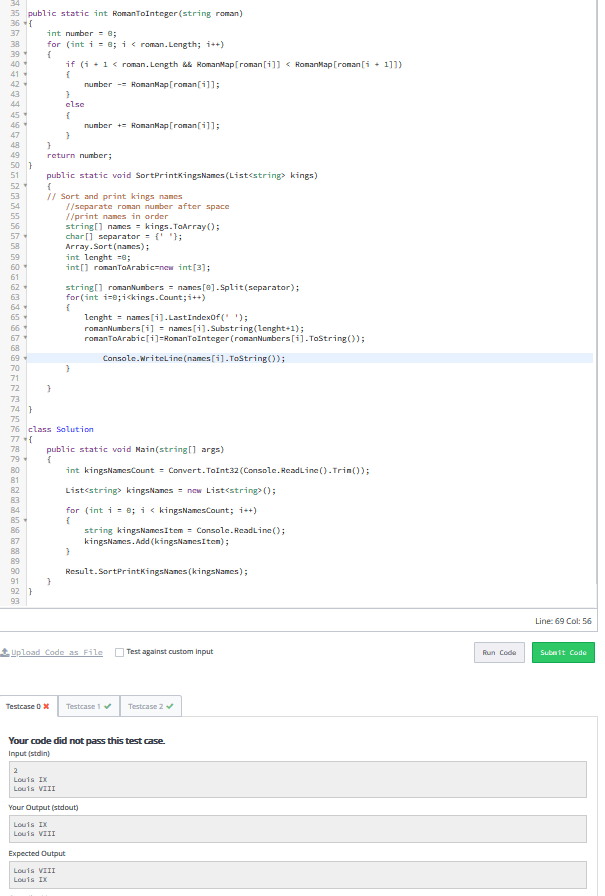 34
35 public static int RomanToInteger(string roman)
36 {
37 int number = 0;
38 for (int i = 0; i < roman.Length; i++)
39 {
40 if (i + 1 < roman.Length && RomanMap[roman[i]] < RomanMap[roman[i + 1]])
41 {
42 number -= RomanMap[roman[i]];
43 }
44 else
45 {
46 number += RomanMap[roman[i]];
47 }
48 }
49 return number;
50 }
51 public static void SortPrintKingsNames(List<string> kings)
52 {
53 // Sort and print kings names
54 //separate roman number after space
55 //print names in order
56 string[] names = kings.ToArray();
57 char[] separator = {' '};
58 Array.Sort(names);
59 int lenght =0;
60 int[] romanToArabic=new int[3];
61
62 string[] romanNumbers = names[0].Split(separator);
63 for(int i=0;i<kings.Count;i++)
64 {
65 lenght = names[i].LastIndexOf(' ');
66 romanNumbers[i] = names[i].Substring(lenght+1);
67 romanToArabic[i]=RomanToInteger(romanNumbers[i].ToString());
68
69 Console.WriteLine(names[i].ToString());
70 }
71
72 }
73
74 }
75
76 class Solution
77 {
78 public static void Main(string[] args)
79 {
80 int kingsNamesCount = Convert.ToInt32(Console.ReadLine().Trim());
81
82 List<string> kingsNames = new List<string>();
83
84 for (int i = 0; i < kingsNamesCount; i++)
85 {
86 string kingsNamesItem = Console.ReadLine();
87 kingsNames.Add(kingsNamesItem);
88 }
89
90 Result.SortPrintKingsNames(kingsNames);
91 }
92 }
93
Line: 69 Col: 56
Upload Code as File Test against custom input Run Code Submit Code
Testcase 0 Testcase 1 Testcase 2
Your code did not pass this test case.
Input (stdin)
2
Louis IX
Louis VIII
Your Output (stdout)
Louis IX
Louis VIII
Expected Output
Louis VIII
Louis IX